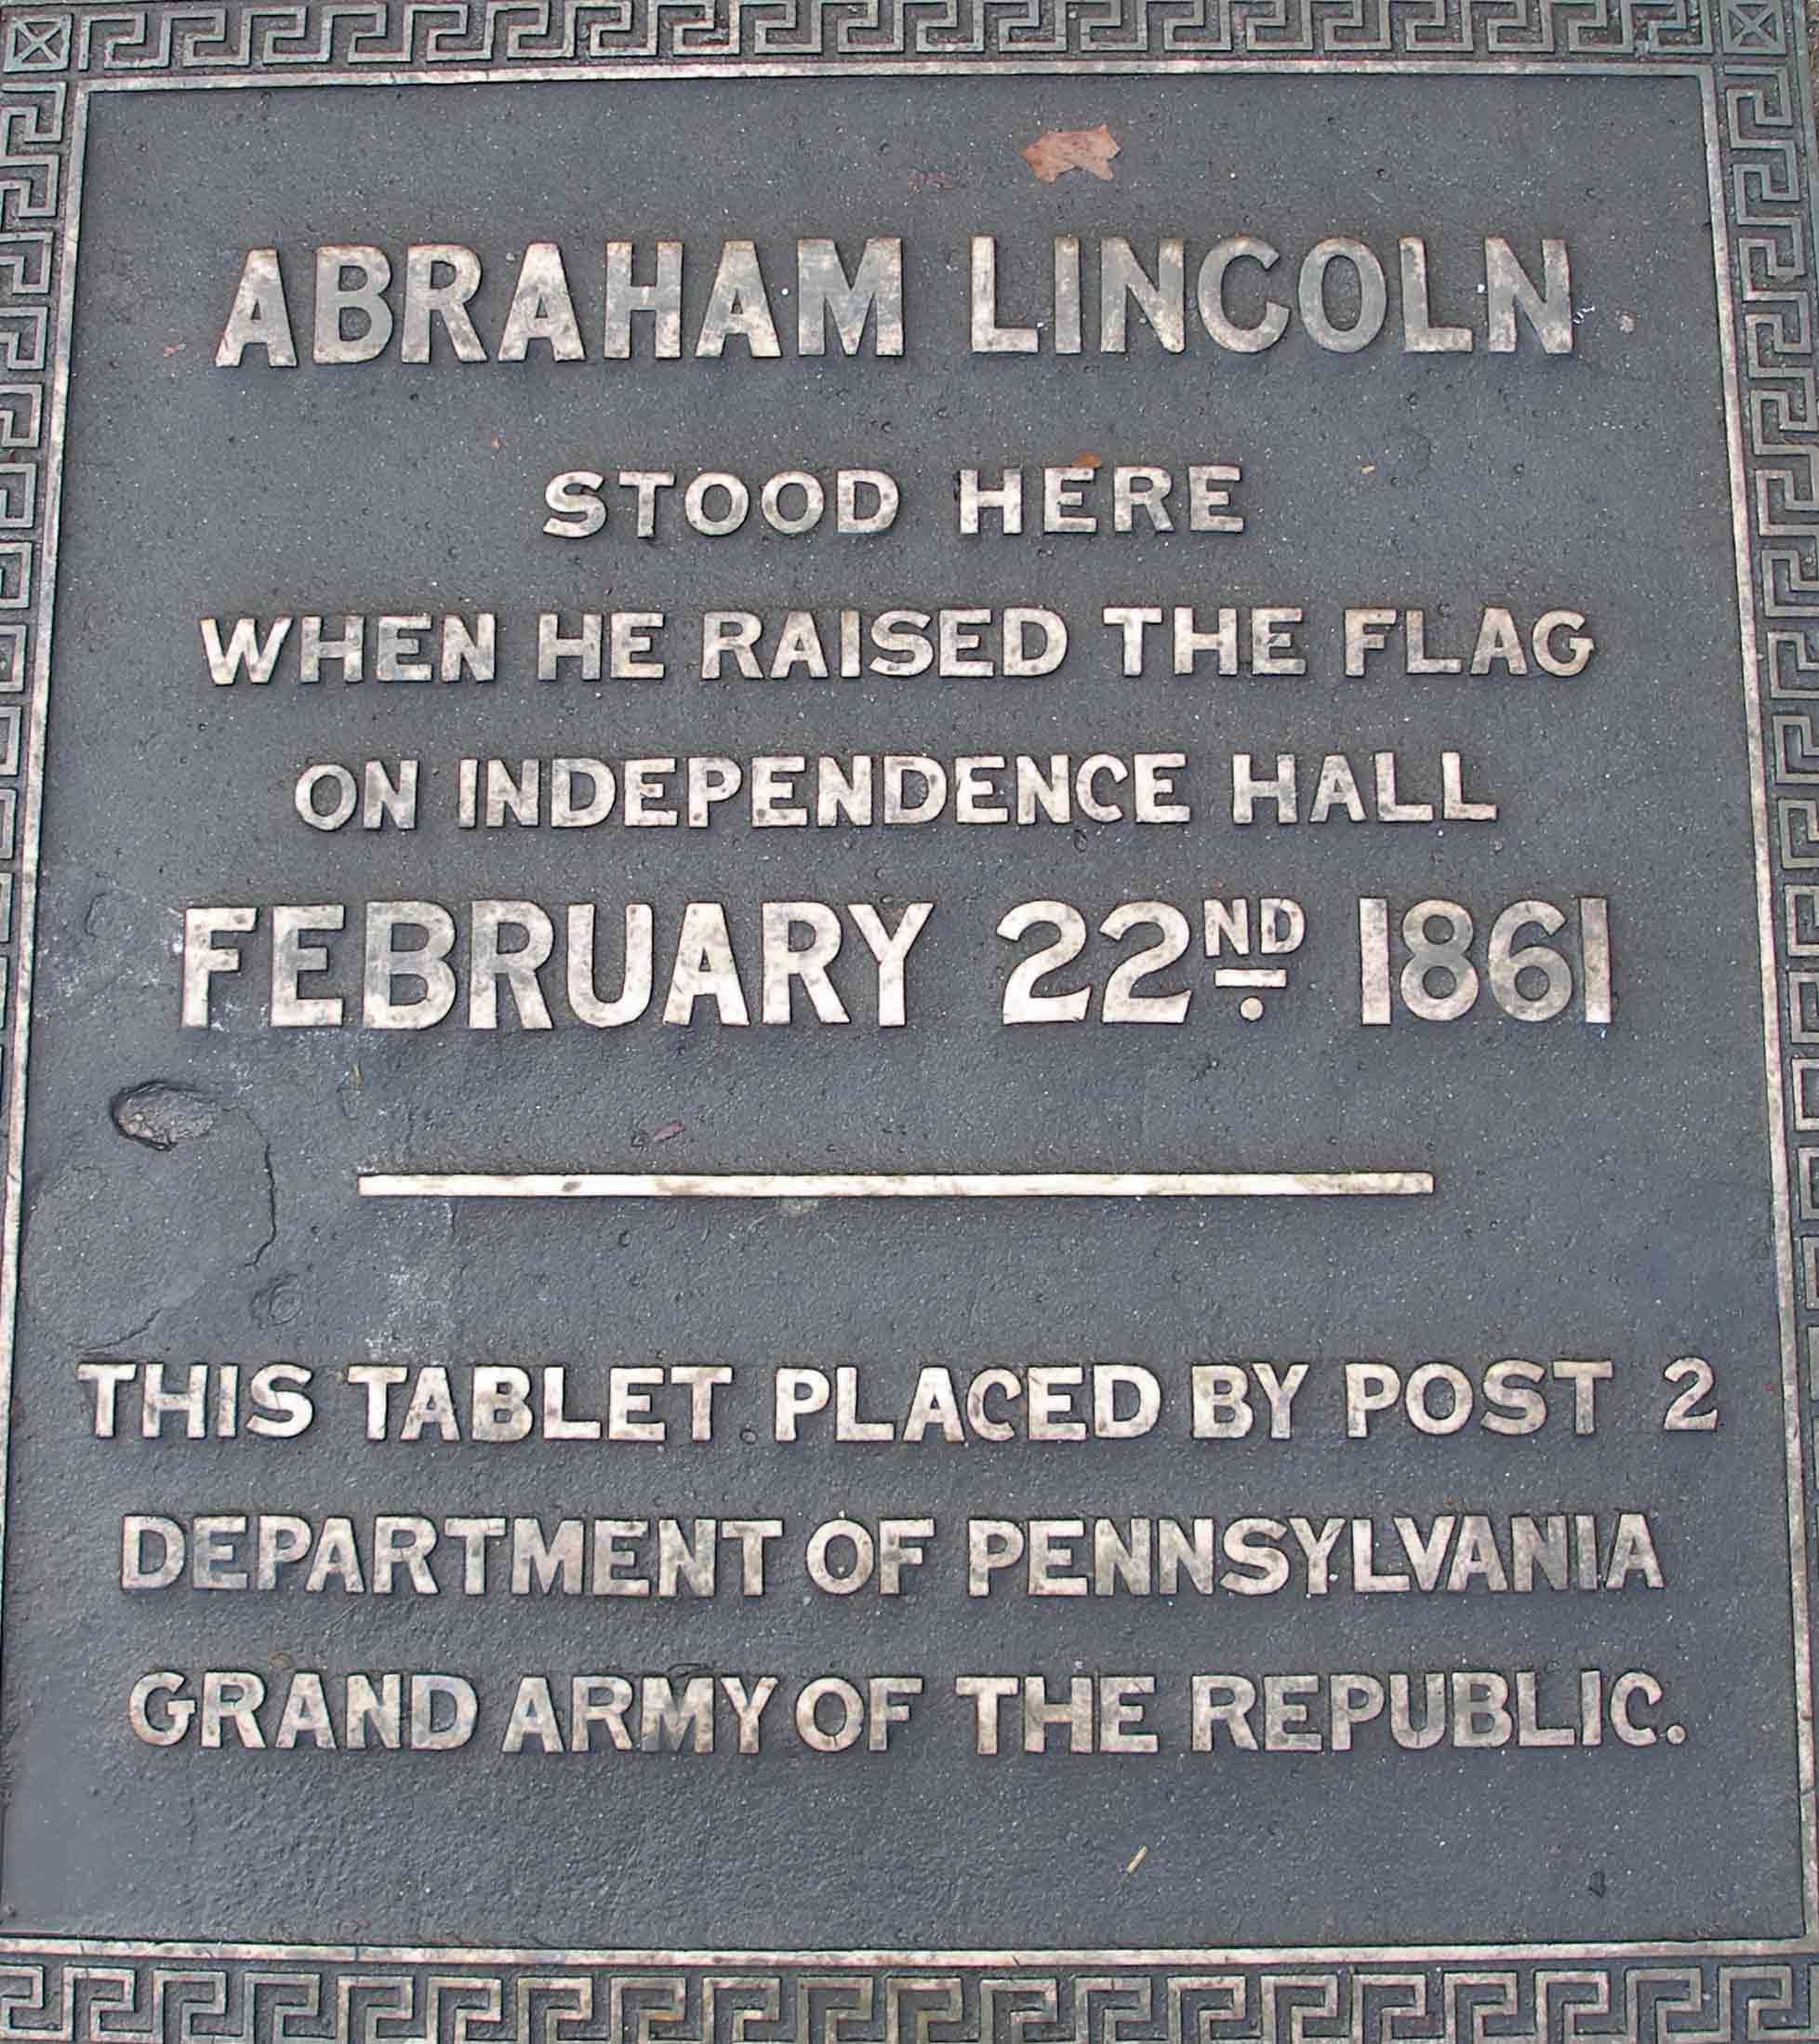 ABRAHAM LINCOLN
STOOD HERE
WHEN HE RAISED THE FLAG
ON INDEPENDENCE HALL
FEBRUARY 22ND. 1861
THIS TABLET PLACED BY POST 2
DEPARTMENT OF PENNSYLVANIA
GRAND ARMY OF THE REPUBLIC.